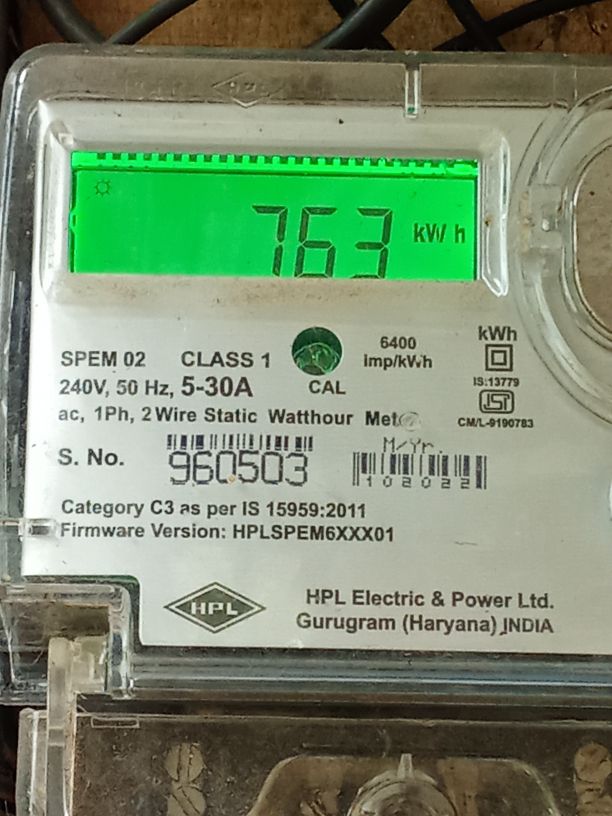 HPL
763 kWh
SPEM 02 CLASS 1
6400
imp/kWh
CAL
240V, 50 Hz, 5-30A
ac, 1Ph, 2 Wire Static Watthour
kWh
IS:13779
CM/L-9190783
S. No.
960503
M/Yr.
102022
Category C3 as per IS 15959:2011
Firmware Version: HPLSPEM6XXX01
HPL
HPL Electric & Power Ltd.
Gurugram (Haryana) INDIA